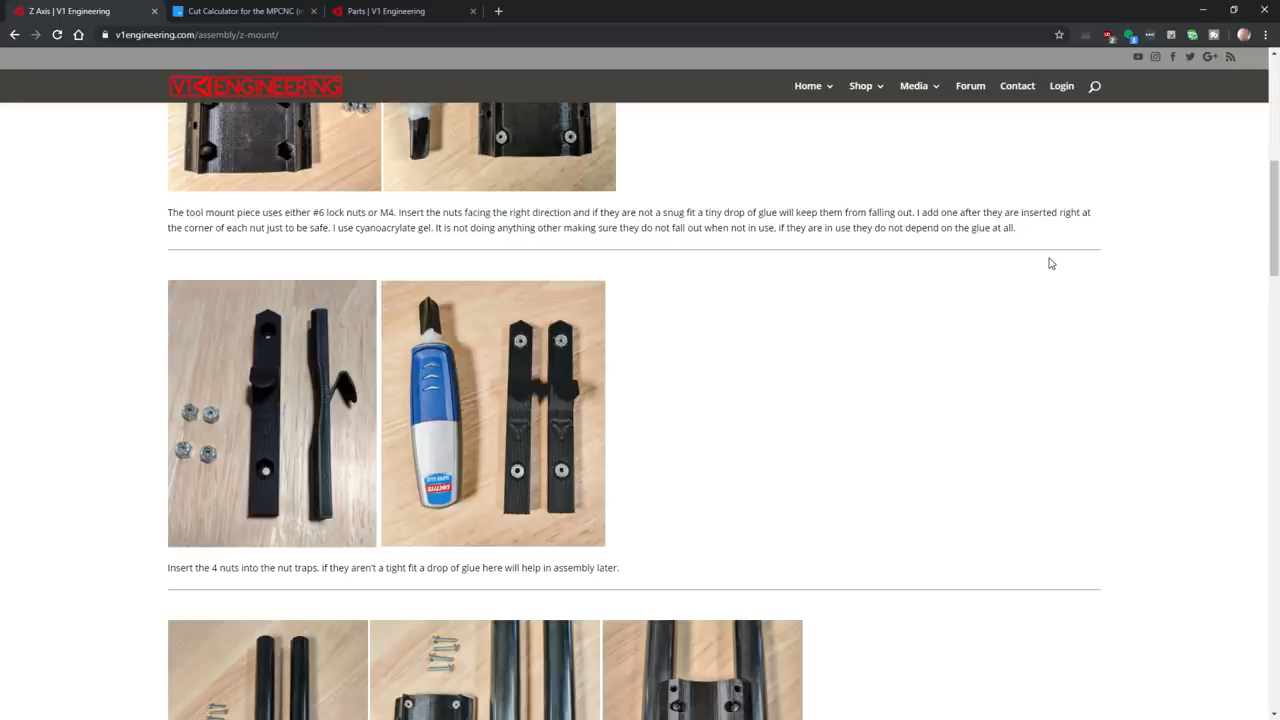 Z Axis | V1 Engineering
Cut Calculator for the MPCNC (m
Parts | V1 Engineering
v1engineering.com/assembly/z-mount/
V1 ENGINEERING
Home
Shop
Media
Forum
Contact
Login
The tool mount piece uses either #6 lock nuts or M4. Insert the nuts facing the right direction and if they are not a snug fit a tiny drop of glue will keep them from falling out. I add one after they are inserted right at
the corner of each nut just to be safe. I use cyanoacrylate gel. It is not doing anything other making sure they do not fall out when not in use, if they are in use they do not depend on the glue at all.
LOCTITE
Insert the 4 nuts into the nut traps, if they aren't a tight fit a drop of glue here will help in assembly later.